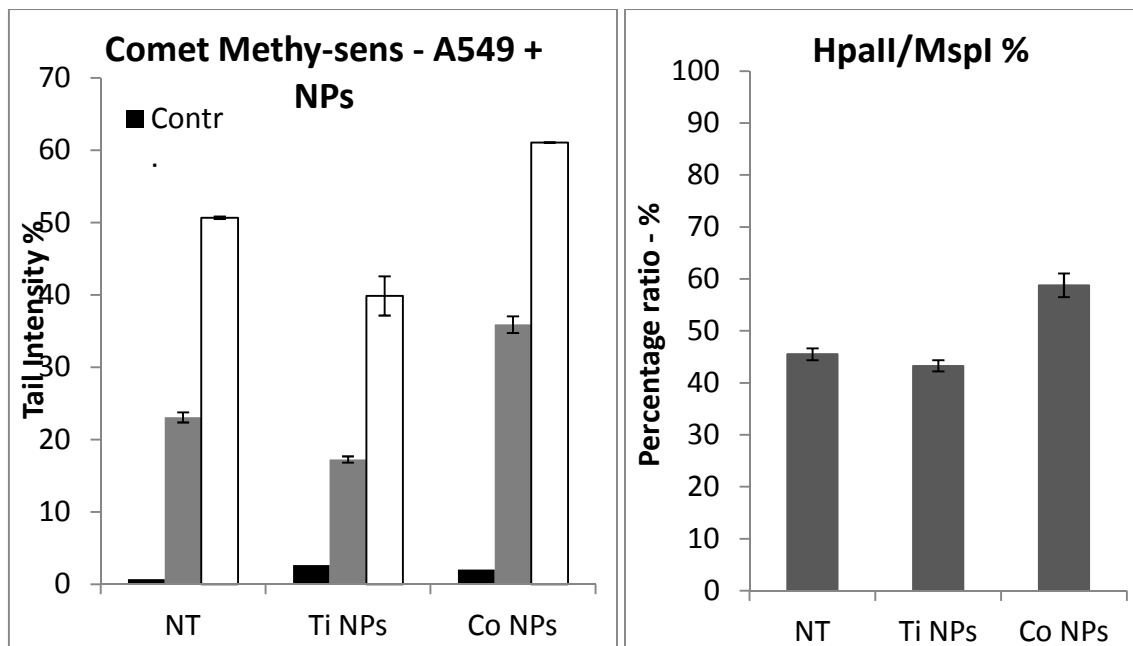 Comet Methy-sens - A549 +
NPs
Contr
.
Tail Intensity %
70
60
50
40
30
20
10
0
NT Ti NPs Co NPs
HpaII/MspI %
Percentage ratio - %
100
90
80
70
60
50
40
30
20
10
0
NT Ti NPs Co NPs